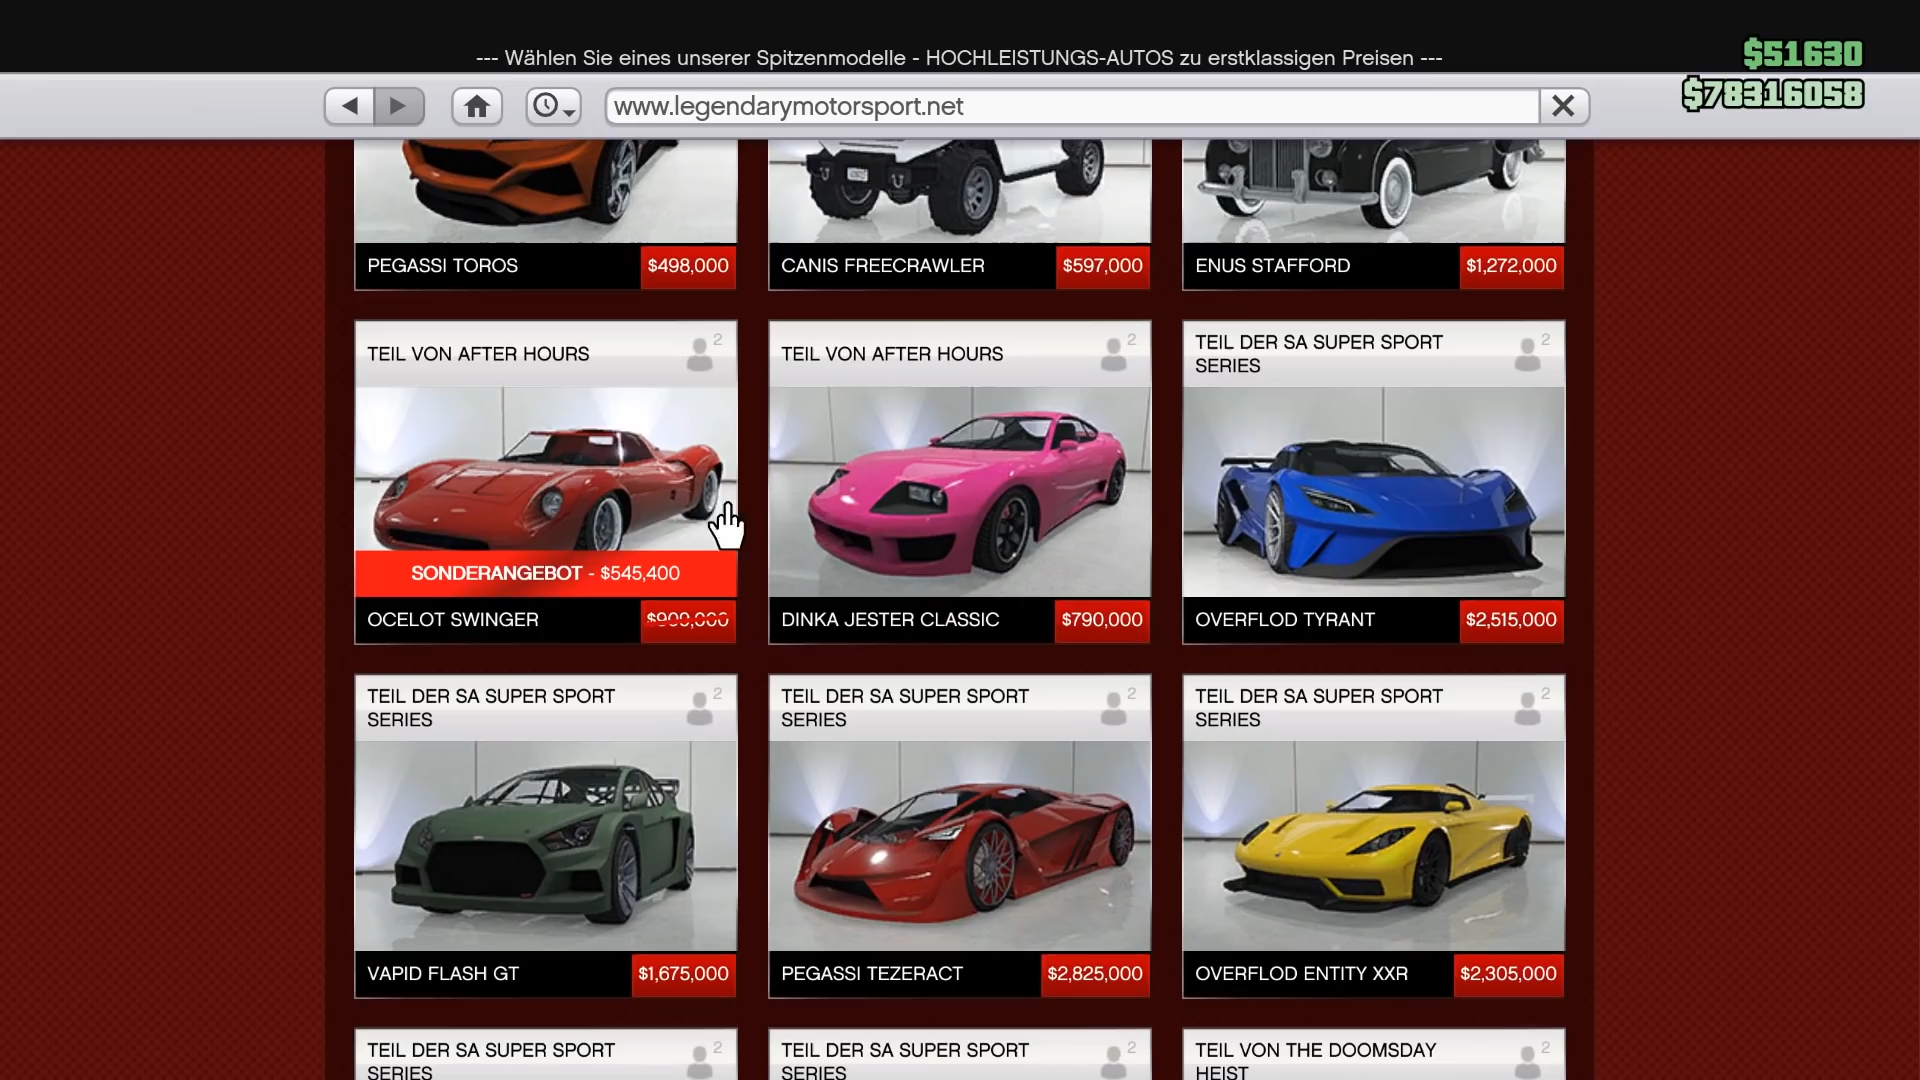 --- Wählen Sie eines unserer Spitzenmodelle - HOCHLEISTUNGS-AUTOS zu erstklassigen Preisen ---
$51630
$78316058
www.legendarymotorsport.net
PEGASSI TOROS
$498,000
CANIS FREECRAWLER
$597,000
ENUS STAFFORD
$1,272,000
TEIL VON AFTER HOURS
2
TEIL VON AFTER HOURS
2
TEIL DER SA SUPER SPORT
SERIES
2
SONDERANGEBOT - $545,400
OCELOT SWINGER
$909,000
DINKA JESTER CLASSIC
$790,000
OVERFLOD TYRANT
$2,515,000
TEIL DER SA SUPER SPORT
SERIES
2
TEIL DER SA SUPER SPORT
SERIES
2
TEIL DER SA SUPER SPORT
SERIES
2
VAPID FLASH GT
$1,675,000
PEGASSI TEZERACT
$2,825,000
OVERFLOD ENTITY XXR
$2,305,000
TEIL DER SA SUPER SPORT
SERIES
2
TEIL DER SA SUPER SPORT
SERIES
2
TEIL VON THE DOOMSDAY
HEIST
2